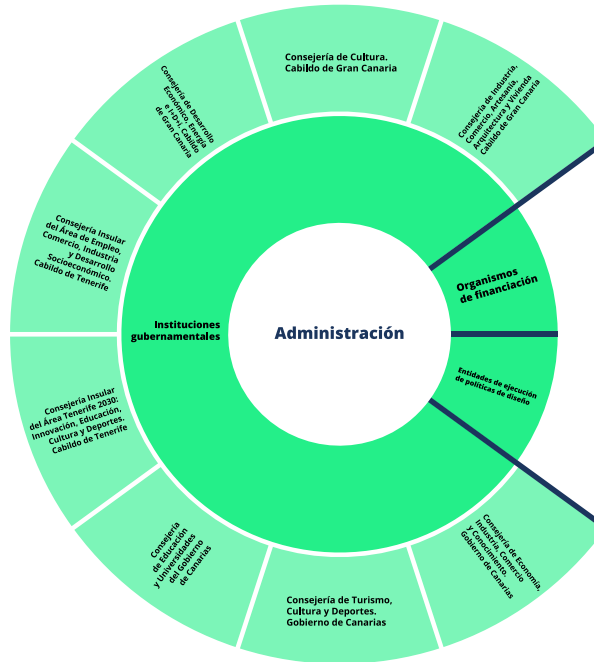 Consejería de Cultura.
Cabildo de Gran Canaria
Consejería de Industria,
Comercio, Artesanía,
Arquitectura y Vivienda
Cabildo de Gran Canaria
Consejería de Desarrollo
Económico, Energía
e I+D+i. Cabildo
de Gran Canaria
Consejería Insular
del Área de Empleo,
Comercio, Industria
y Desarrollo
Socioeconómico.
Cabildo de Tenerife
Organismos
de financiación
Instituciones
gubernamentales
Administración
Entidades de ejecución
de políticas de diseño
Consejería Insular
del Área Tenerife 2030:
Innovación, Educación,
Cultura y Deportes.
Cabildo de Tenerife
Consejería
de Educación
y Universidades
del Gobierno
de Canarias
Consejería de Turismo,
Cultura y Deportes.
Gobierno de Canarias
Consejería de Economía,
Industria, Comercio
y Conocimiento.
Gobierno de Canarias